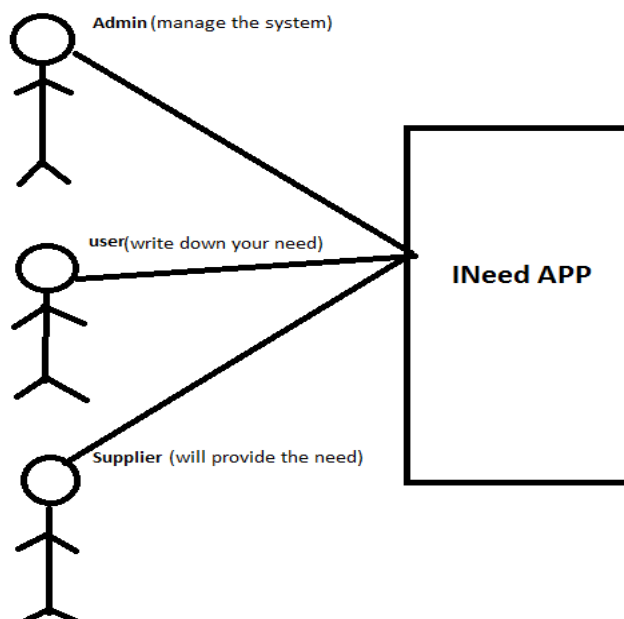 Admin (manage the system)
user(write down your need)
INeed APP
Supplier (will provide the need)